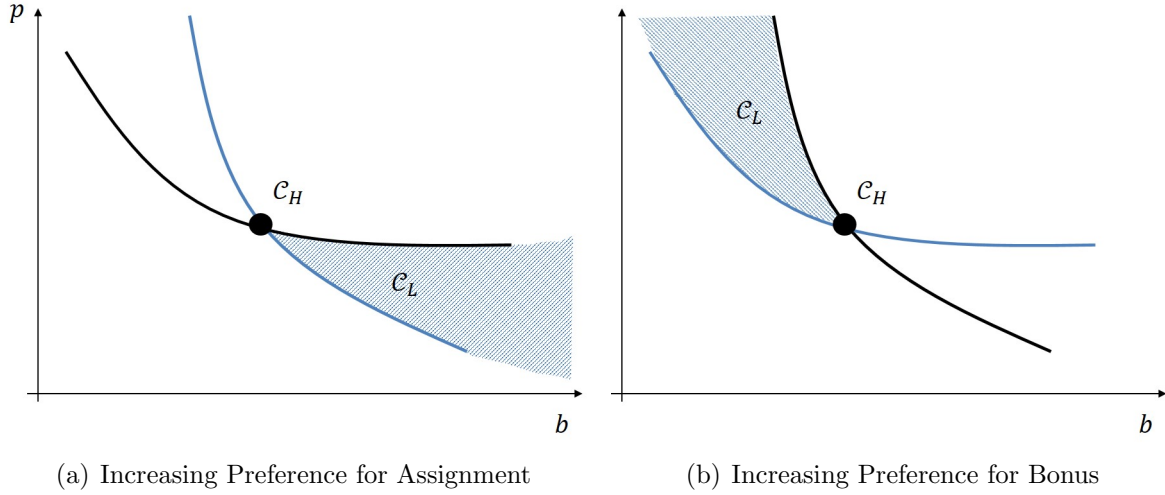 p
𝒞_H
𝒞_L
b
𝒞_L
𝒞_H
b
(a) Increasing Preference for Assignment
(b) Increasing Preference for Bonus